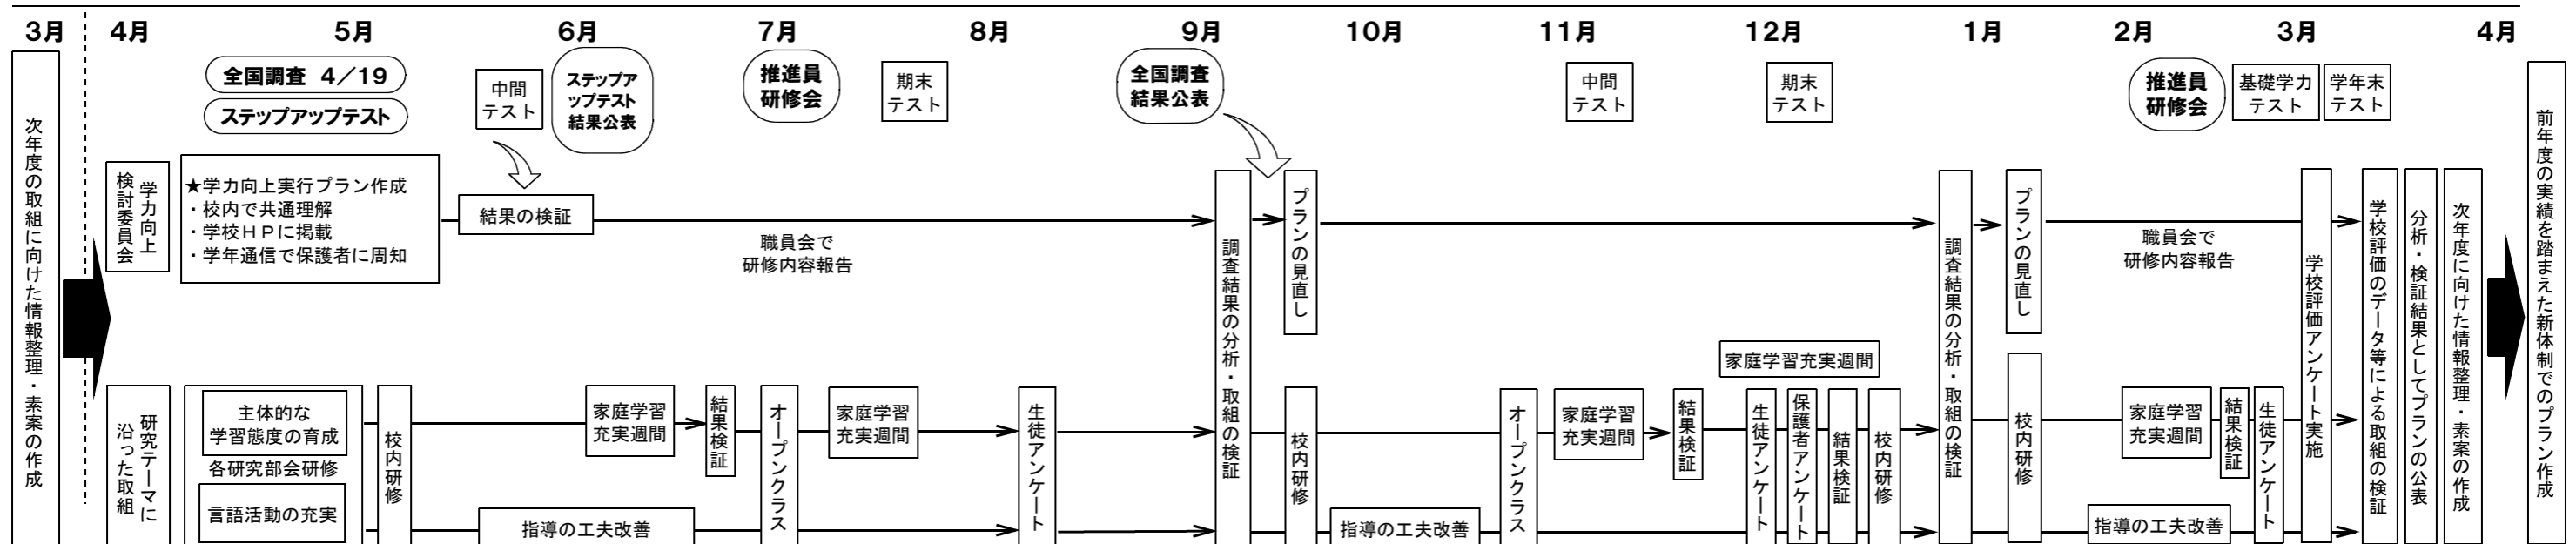 3月
4月
5月
6月
7月
8月
9月
10月
11月
12月
1月
2月
3月
4月
全国調査 4／19
ステップアップテスト
中間
テスト
ステップア
ップテスト
結果公表
推進員
研修会
期末
テスト
全国調査
結果公表
中間
テスト
期末
テスト
推進員
研修会
基礎学力
テスト
学年末
テスト
次年度の取組に向けた情報整理・素案の作成
学力向上
検討委員会
★学力向上実行プラン作成
・校内で共通理解
・学校ＨＰに掲載
・学年通信で保護者に周知
結果の検証
職員会で
研修内容報告
調査結果の分析・取組の検証
プランの見直し
調査結果の分析・取組の検証
プランの見直し
職員会で
研修内容報告
学校評価アンケート実施
学校評価のデータ等による取組の検証
分析・検証結果としてプランの公表
次年度に向けた情報整理・素案の作成
前年度の実績を踏まえた新体制でのプラン作成
研究テーマに
沿った取組
主体的な
学習態度の育成
各研究部会研修
言語活動の充実
校内研修
家庭学習
充実週間
指導の工夫改善
結果検証
オープンクラス
家庭学習
充実週間
生徒アンケート
校内研修
指導の工夫改善
オープンクラス
家庭学習
充実週間
結果検証
家庭学習充実週間
生徒アンケート
保護者アンケート
結果検証
校内研修
校内研修
家庭学習
充実週間
指導の工夫改善
結果検証
生徒アンケート